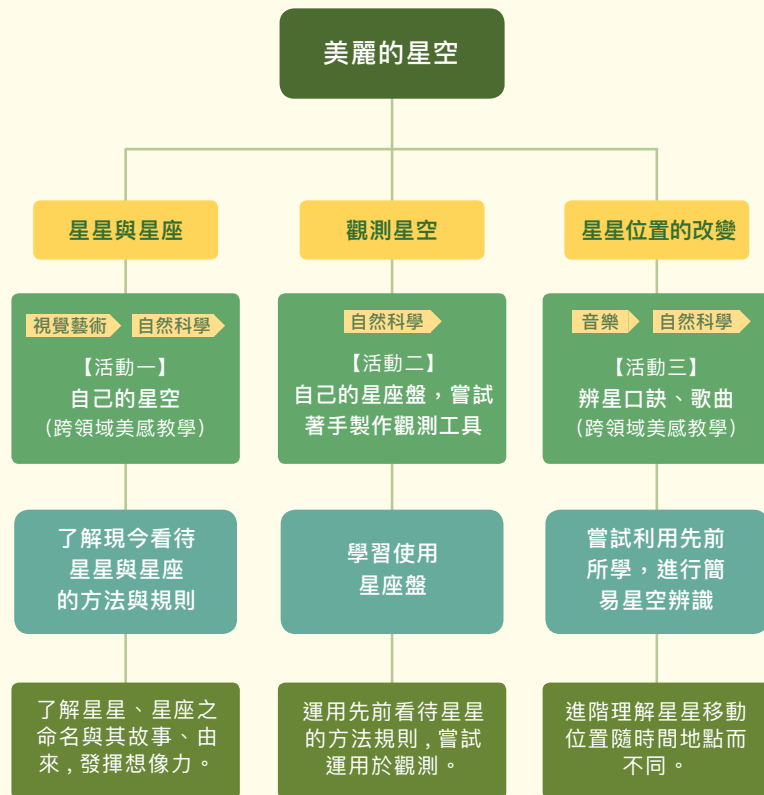 美麗的星空
星星與星座
視覺藝術 自然科學
【活動一】
自己的星空
(跨領域美感教學)
了解現今看待
星星與星座
的方法與規則
了解星星、星座之
命名與其故事、由
來,發揮想像力。
觀測星空
自然科學
【活動二】
自己的星座盤,嘗試
著手製作觀測工具
學習使用
星座盤
運用先前看待星星
的方法規則,嘗試
運用於觀測。
星星位置的改變
音樂 自然科學
【活動三】
辨星口訣、歌曲
(跨領域美感教學)
嘗試利用先前
所學,進行簡
易星空辨識
進階理解星星移動
位置隨時間地點而
不同。